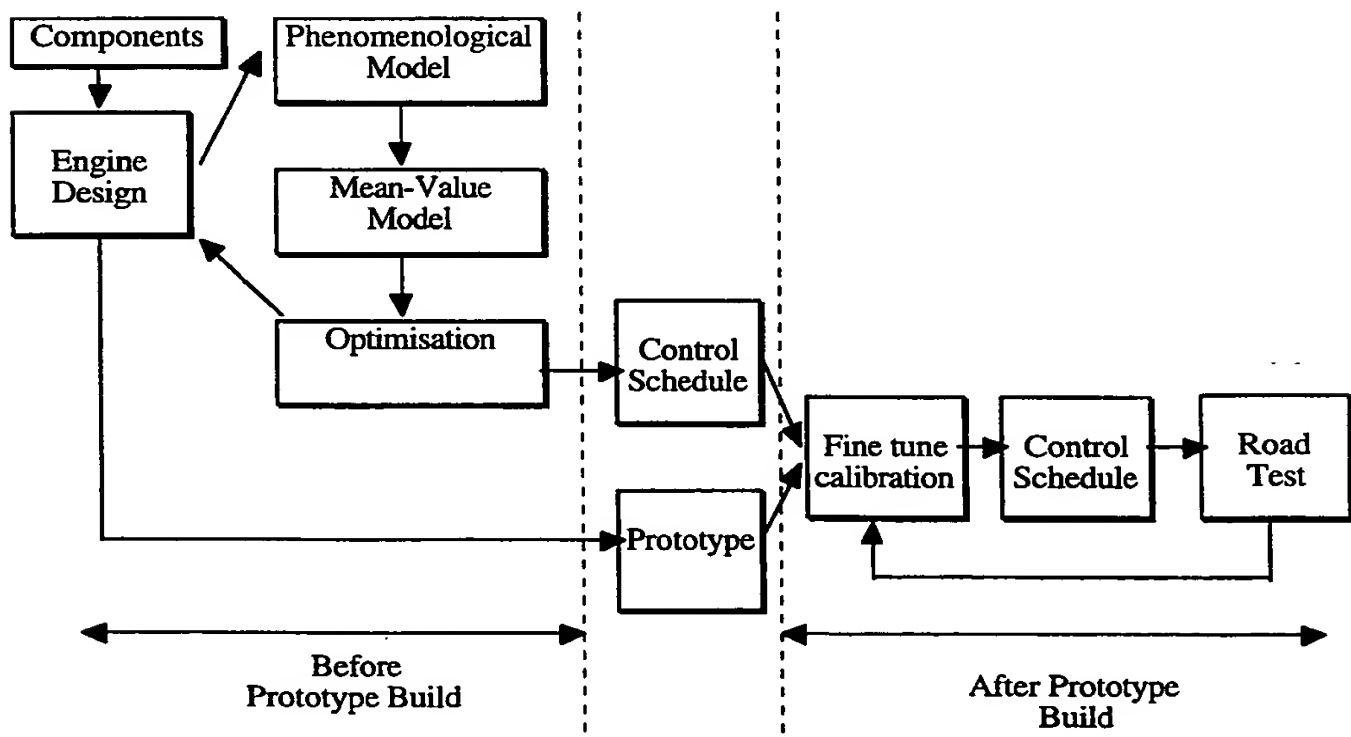 Components
Phenomenological
Model
Engine
Design
Mean-Value
Model
Optimisation
Control
Schedule
Prototype
Fine tune
calibration
Control
Schedule
Road
Test
Before
Prototype Build
After Prototype
Build